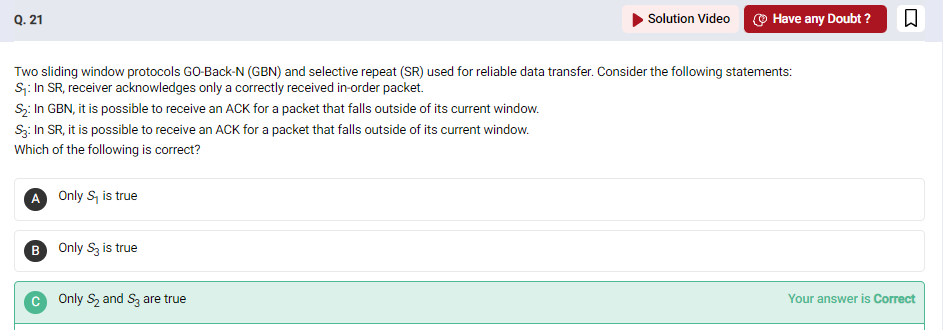 Q. 21
Solution Video
Have any Doubt ?
Two sliding window protocols GO-Back-N (GBN) and selective repeat (SR) used for reliable data transfer. Consider the following statements:
S₁: In SR, receiver acknowledges only a correctly received in-order packet.
S₂: In GBN, it is possible to receive an ACK for a packet that falls outside of its current window.
S₃: In SR, it is possible to receive an ACK for a packet that falls outside of its current window.
Which of the following is correct?
A Only S₁ is true
B Only S₃ is true
C Only S₂ and S₃ are true Your answer is Correct